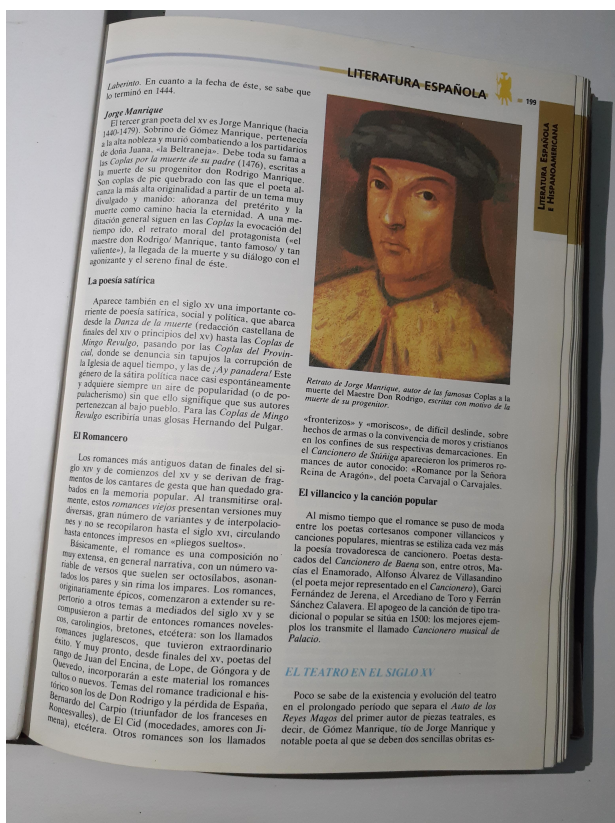 LITERATURA ESPAÑOLA
199
LITERATURA ESPAÑOLA
E HISPANOAMERICANA
Laberinto. En cuanto a la fecha de éste, se sabe que
lo terminó en 1444.
Jorge Manrique
El tercer gran poeta del XV es Jorge Manrique (hacia
1440-1479). Sobrino de Gómez Manrique, pertenecía
a la alta nobleza y murió combatiendo a los partidarios
de doña Juana, «la Beltraneja». Debe toda su fama a
las Coplas por la muerte de su padre (1476), escritas a
la muerte de su progenitor don Rodrigo Manrique.
Son coplas de pie quebrado con las que el poeta al-
canza la más alta originalidad a partir de un tema muy
divulgado y manido: añoranza del pretérito y la
muerte como camino hacia la eternidad. A una me-
ditación general siguen en las Coplas la evocación del
tiempo ido, el retrato moral del protagonista («el
maestre don Rodrigo/ Manrique, tanto famoso/ y tan
valiente»), la llegada de la muerte y su diálogo con el
agonizante y el sereno final de éste.
La poesía satírica
Aparece también en el siglo XV una importante co-
rriente de poesía satírica, social y política, que abarca
desde la Danza de la muerte (redacción castellana de
finales del XIV o principios del XV) hasta las Coplas de
Mingo Revulgo, pasando por las Coplas del Provin-
cial, donde se denuncia sin tapujos la corrupción de
la Iglesia de aquel tiempo, y las de ¡Ay panadera! Este
género de la sátira política nace casi espontáneamente
y adquiere siempre un aire de popularidad (o de po-
pulacherismo) sin que ello signifique que sus autores
pertenezcan al bajo pueblo. Para las Coplas de Mingo
Revulgo escribiría unas glosas Hernando del Pulgar.
El Romancero
Los romances más antiguos datan de finales del si-
glo XIV y de comienzos del XV y se derivan de frag-
mentos de los cantares de gesta que han quedado gra-
bados en la memoria popular. Al transmitirse oral-
mente, estos romances viejos presentan versiones muy
diversas, gran número de variantes y de interpolacio-
nes y no se recopilaron hasta el siglo XVI, circulando
hasta entonces impresos en «pliegos sueltos».
Básicamente, el romance es una composición no
muy extensa, en general narrativa, con un número va-
riable de versos que suelen ser octosílabos, asonan-
tados los pares y sin rima los impares. Los romances,
originariamente épicos, comenzaron a extender su re-
pertorio a otros temas a mediados del siglo XV y se
compusieron a partir de entonces romances noveles-
cos, carolingios, bretones, etcétera: son los llamados
romances juglarescos, que tuvieron extraordinario
éxito. Y muy pronto, desde finales del XV, poetas del
rango de Juan del Encina, de Lope, de Góngora y de
Quevedo, incorporarán a este material los romances
cultos o nuevos. Temas del romance tradicional e his-
tórico son los de Don Rodrigo y la pérdida de España,
Bernardo del Carpio (triunfador de los franceses en
Roncesvalles), de El Cid (mocedades, amores con Ji-
mena), etcétera. Otros romances son los llamados
Retrato de Jorge Manrique, autor de las famosas Coplas a la
muerte del Maestre Don Rodrigo, escritas con motivo de la
muerte de su progenitor.
«fronterizos» y «moriscos», de difícil deslinde, sobre
hechos de armas o la convivencia de moros y cristianos
en los confines de sus respectivas demarcaciones. En
el Cancionero de Stúñiga aparecieron los primeros ro-
mances de autor conocido: «Romance por la Señora
Reina de Aragón», del poeta Carvajal o Carvajales.
El villancico y la canción popular
Al mismo tiempo que el romance se puso de moda
entre los poetas cortesanos componer villancicos y
canciones populares, mientras se estiliza cada vez más
la poesía trovadoresca de cancionero. Poetas desta-
cados del Cancionero de Baena son, entre otros, Ma-
cías el Enamorado, Alfonso Álvarez de Villasandino
(el poeta mejor representado en el Cancionero), Garci
Fernández de Jerena, el Arcediano de Toro y Ferrán
Sánchez Calavera. El apogeo de la canción de tipo tra-
dicional o popular se sitúa en 1500: los mejores ejem-
plos los transmite el llamado Cancionero musical de
Palacio.
EL TEATRO EN EL SIGLO XV
Poco se sabe de la existencia y evolución del teatro
en el prolongado período que separa el Auto de los
Reyes Magos del primer autor de piezas teatrales, es
decir, de Gómez Manrique, tío de Jorge Manrique y
notable poeta al que se deben dos sencillas obritas es-